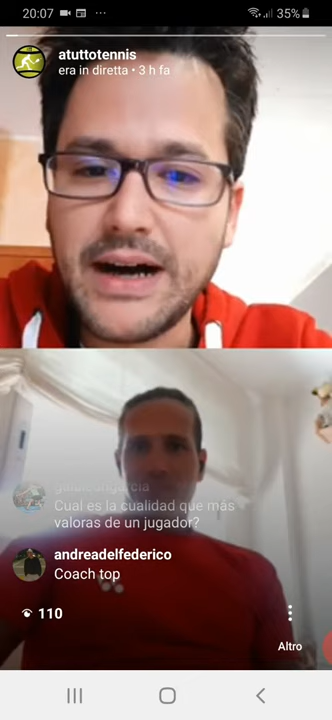 20:07
35%
atuttotennis
era in diretta • 3 h fa
Cual es la cualidad que más
valoras de un jugador?
andreadelfederico
Coach top
110
Altro